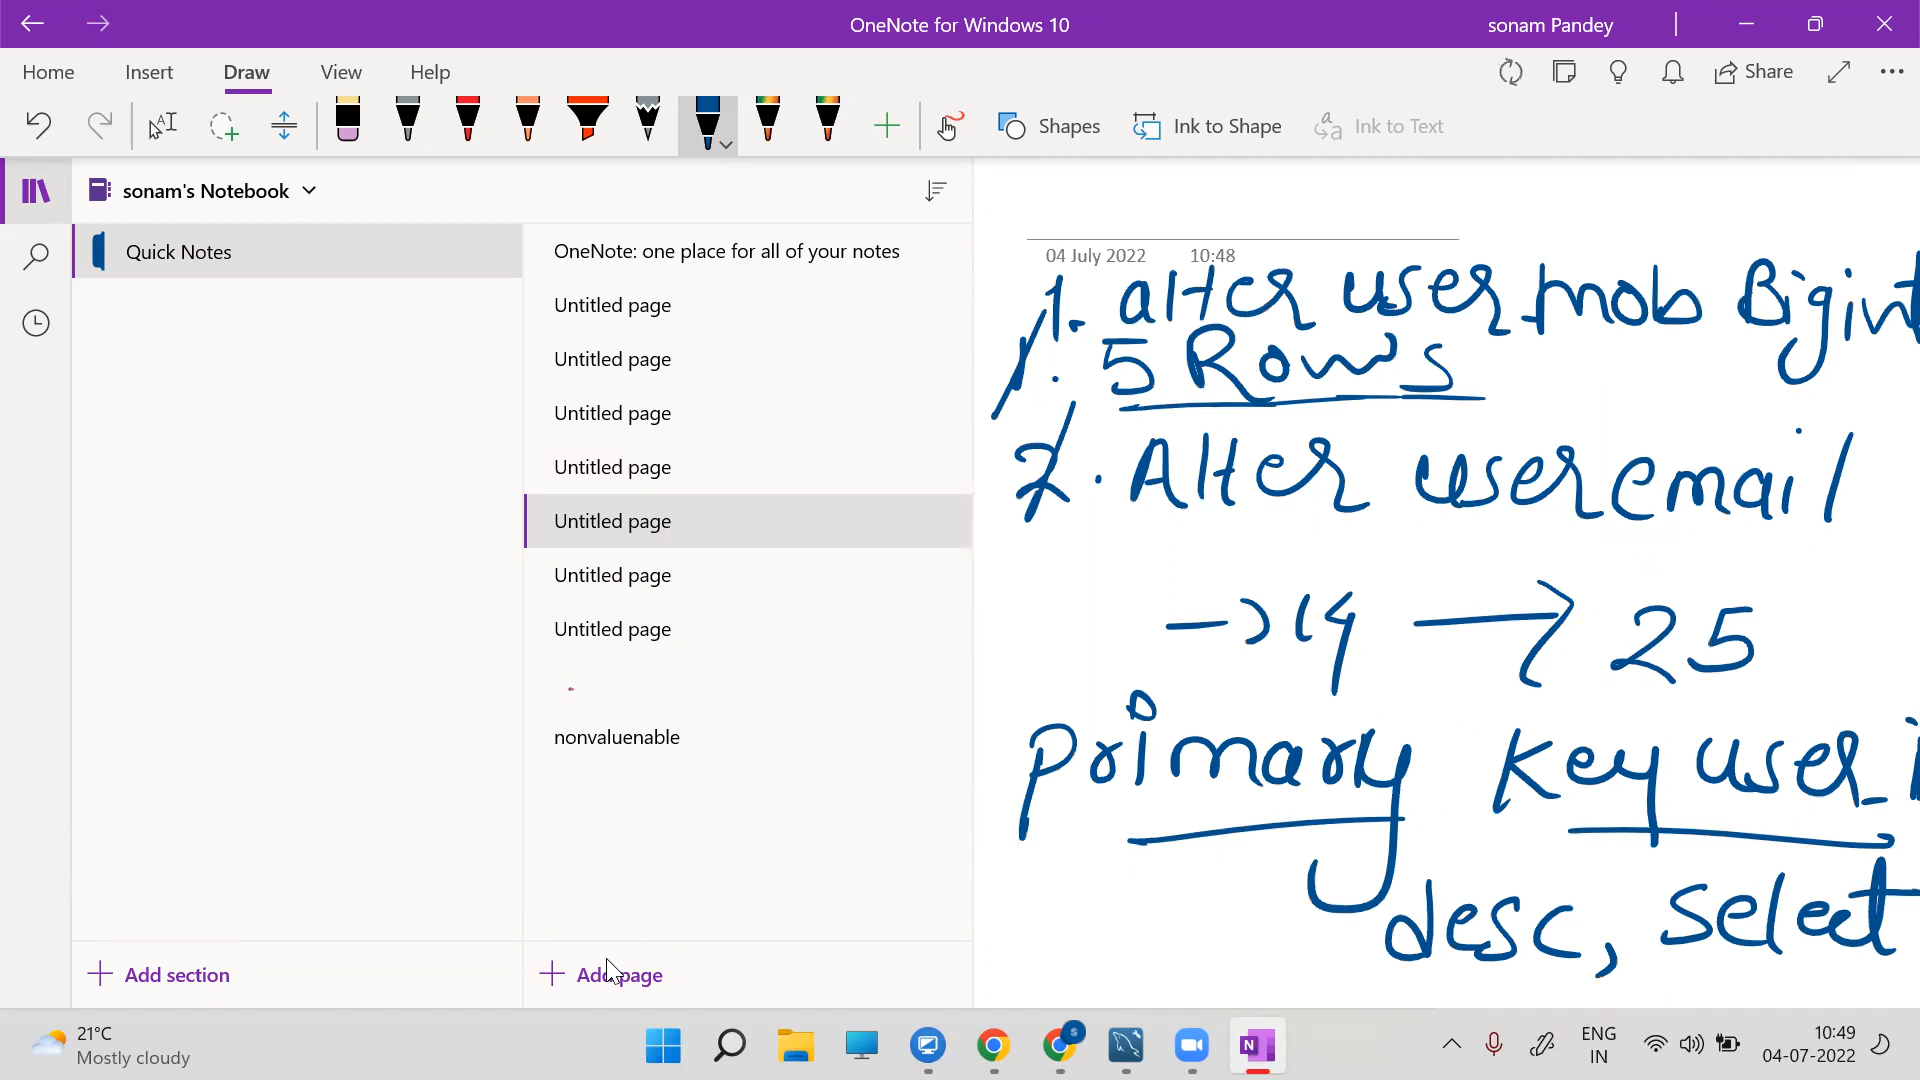 OneNote for Windows 10
sonam Pandey
Home Insert Draw View Help
Share
Shapes Ink to Shape Ink to Text
sonam's Notebook
Quick Notes
OneNote: one place for all of your notes
Untitled page
Untitled page
Untitled page
Untitled page
Untitled page
Untitled page
Untitled page
nonvaluenable
Add section
Add page
04 July 2022 10:48
1. alter user_mob Bigint
1. 5 Rows
2. Alter user email
→ 14 → 25
primary key user_i
desc, select
21°C
Mostly cloudy
S
N
ENG
IN
10:49
04-07-2022